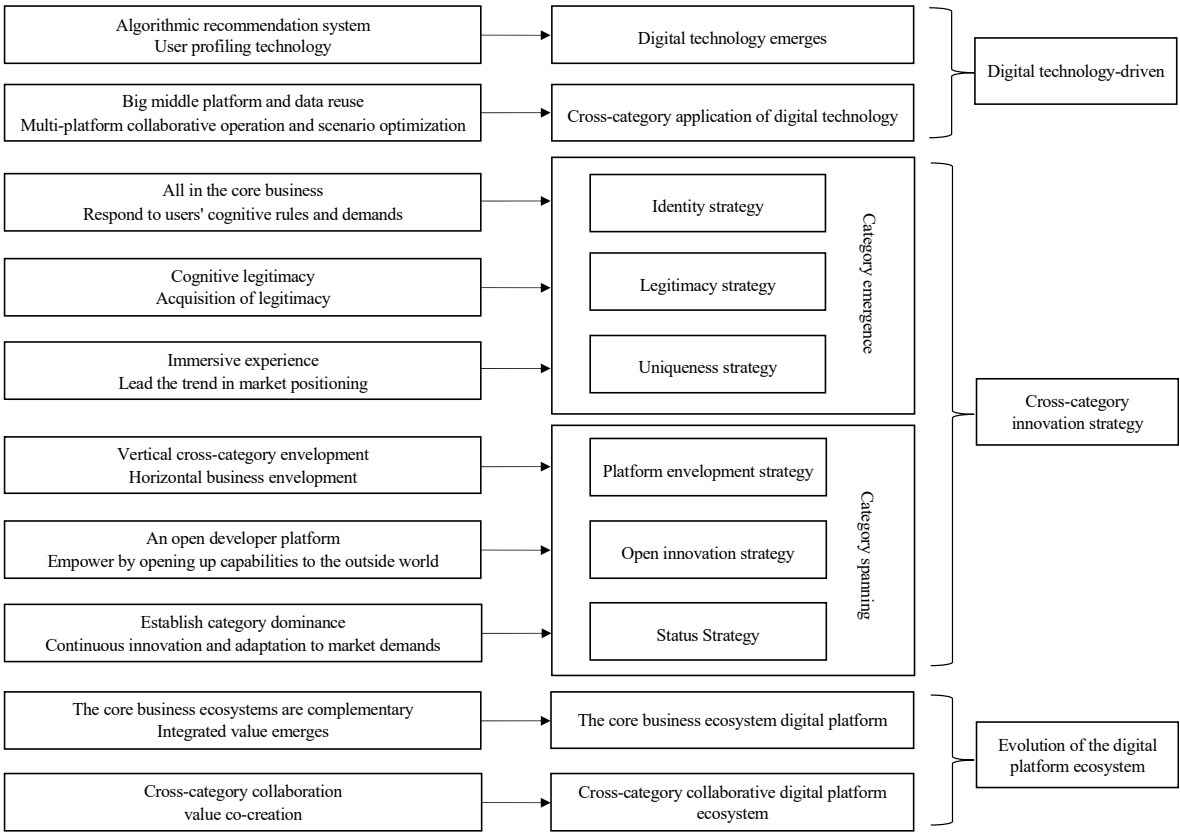 Algorithmic recommendation system
User profiling technology
Digital technology emerges
Digital technology-driven
Big middle platform and data reuse
Multi-platform collaborative operation and scenario optimization
Cross-category application of digital technology
All in the core business
Respond to users' cognitive rules and demands
Identity strategy
Cognitive legitimacy
Acquisition of legitimacy
Legitimacy strategy
Immersive experience
Lead the trend in market positioning
Uniqueness strategy
Category emergence
Cross-category
innovation strategy
Vertical cross-category envelopment
Horizontal business envelopment
Platform envelopment strategy
An open developer platform
Empower by opening up capabilities to the outside world
Open innovation strategy
Establish category dominance
Continuous innovation and adaptation to market demands
Status Strategy
Category spanning
The core business ecosystems are complementary
Integrated value emerges
The core business ecosystem digital platform
Evolution of the digital
platform ecosystem
Cross-category collaboration
value co-creation
Cross-category collaborative digital platform
ecosystem